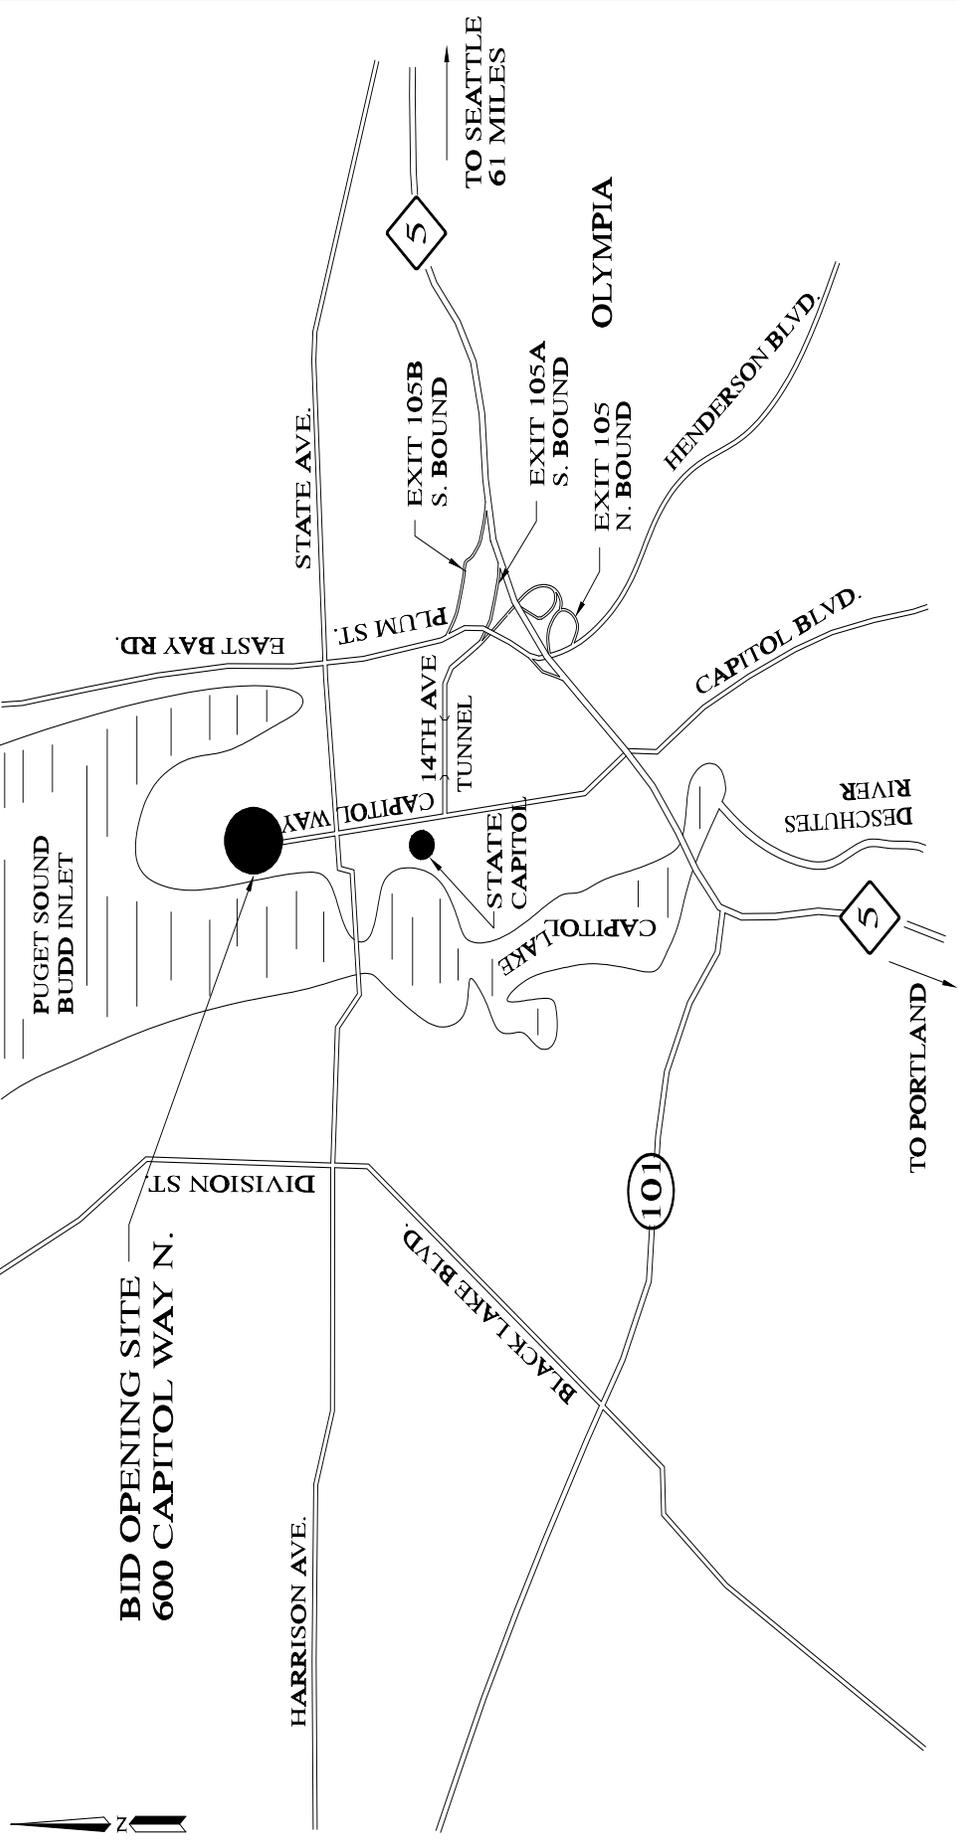 BID OPENING SITE
600 CAPITOL WAY N.
PUGET SOUND
BUDD INLET
EAST BAY RD.
DIVISION ST.
HARRISON AVE.
STATE AVE.
PLUM ST.
CAPITOL WAY
14TH AVE
TUNNEL
STATE
CAPITOL
CAPITOL
LAKE
BLACK LAKE BLVD.
EXIT 105B
S. BOUND
EXIT 105A
S. BOUND
EXIT 105
N. BOUND
5
TO SEATTLE
61 MILES
OLYMPIA
HENDERSON BLVD.
CAPITOL BLVD.
DESCHUTES
RIVER
101
5
TO PORTLAND
N